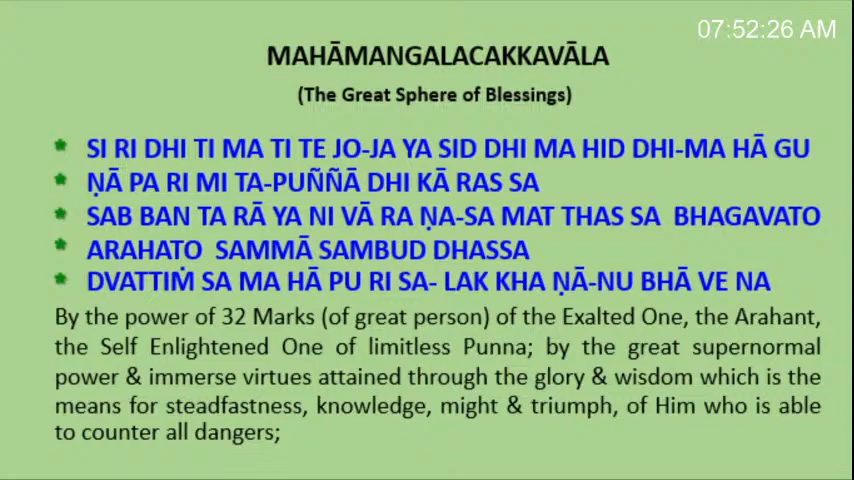 07:52:26 AM
MAHĀMANGALACAKKAVĀLA
(The Great Sphere of Blessings)
* SI RI DHI TI MA TI TE JO-JA YA SID DHI MA HID DHI-MA HĀ GU
* ṆĀ PA RI MI TA-PUÑÑĀ DHI KĀ RAS SA
* SAB BAN TA RĀ YA NI VĀ RA ṆA-SA MAT THAS SA BHAGAVATO
* ARAHATO SAMMĀ SAMBUD DHASSA
* DVATTIṀ SA MA HĀ PU RI SA- LAK KHA ṆĀ-NU BHĀ VE NA
By the power of 32 Marks (of great person) of the Exalted One, the Arahant,
the Self Enlightened One of limitless Punna; by the great supernormal
power & immerse virtues attained through the glory & wisdom which is the
means for steadfastness, knowledge, might & triumph, of Him who is able
to counter all dangers;